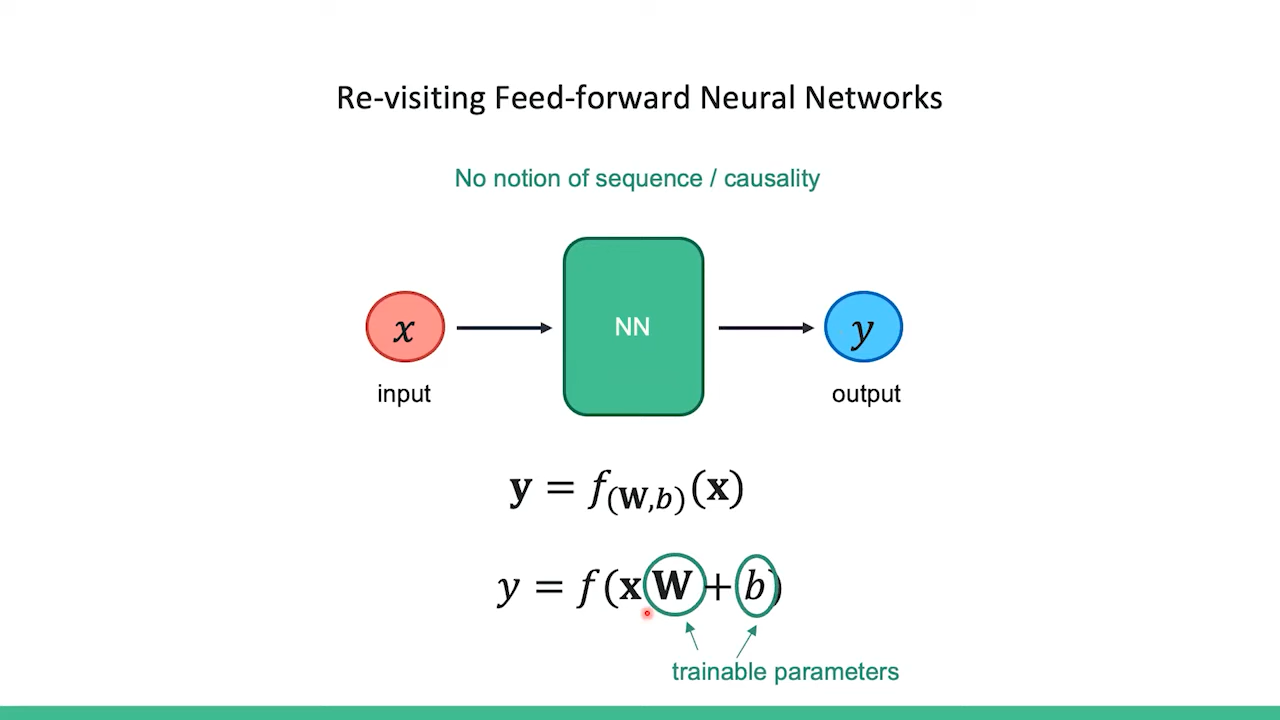 Re-visiting Feed-forward Neural Networks
No notion of sequence / causality
x
NN
y
input
output
𝐲 = f₍𝐖,b₎(𝐱)
y = f(𝐱𝐖 + b)
trainable parameters